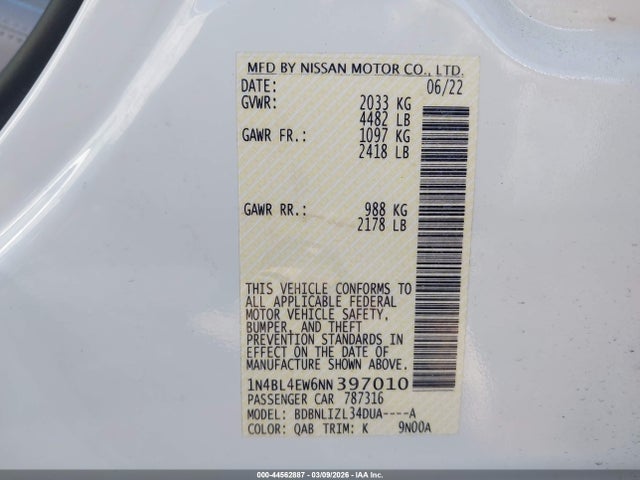 MFD BY NISSAN MOTOR CO., LTD.
DATE: 06/22
GVWR: 2033 KG
4482 LB
GAWR FR.: 1097 KG
2418 LB
GAWR RR.: 988 KG
2178 LB
THIS VEHICLE CONFORMS TO
ALL APPLICABLE FEDERAL
MOTOR VEHICLE SAFETY,
BUMPER, AND THEFT
PREVENTION STANDARDS IN
EFFECT ON THE DATE OF
MANUFACTURE SHOWN ABOVE.
1N4BL4EW6NN397010
PASSENGER CAR 787316
MODEL: BDBNLIZL34DUA----A
COLOR: QAB TRIM: K 9N00A
000-44562887 - 03/09/2026 - IAAI.CA